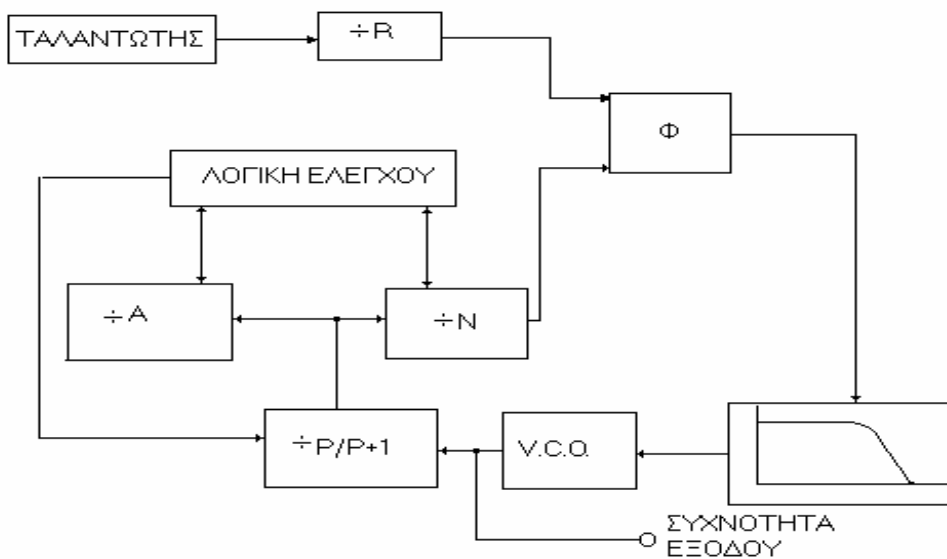 ΤΑΛΑΝΤΩΤΗΣ
÷R
Φ
ΛΟΓΙΚΗ ΕΛΕΓΧΟΥ
÷A
÷N
÷P/P+1
V.C.O.
ΣΥΧΝΟΤΗΤΑ
ΕΞΟΔΟΥ